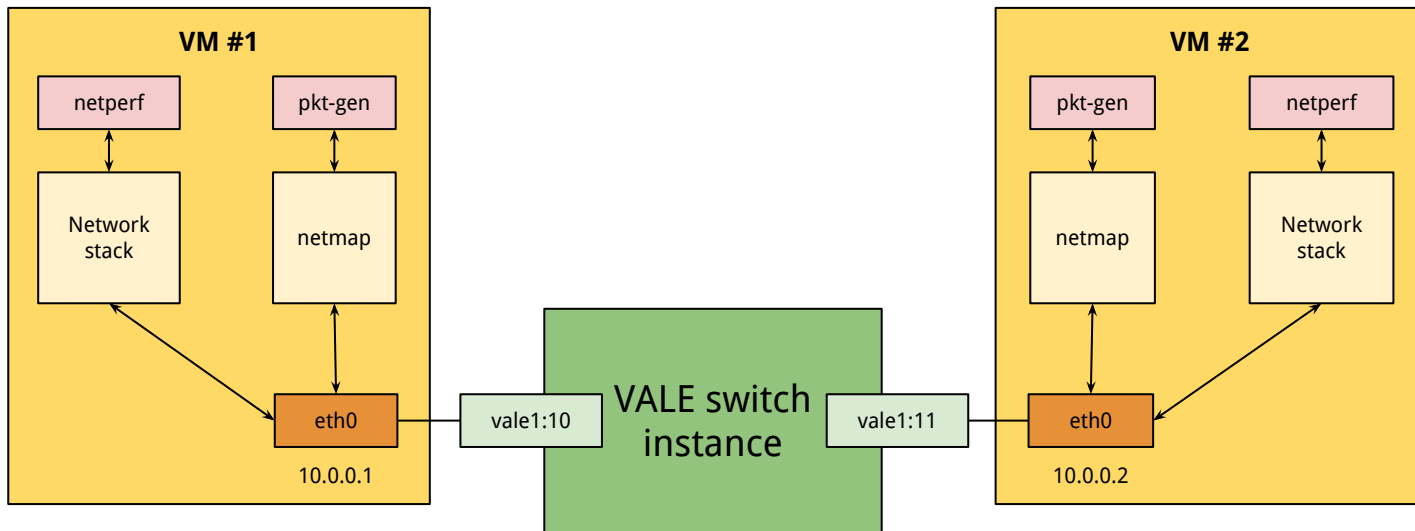 VM #1
netperf
pkt-gen
Network
stack
netmap
eth0
10.0.0.1
vale1:10
VALE switch
instance
vale1:11
VM #2
pkt-gen
netperf
netmap
Network
stack
eth0
10.0.0.2